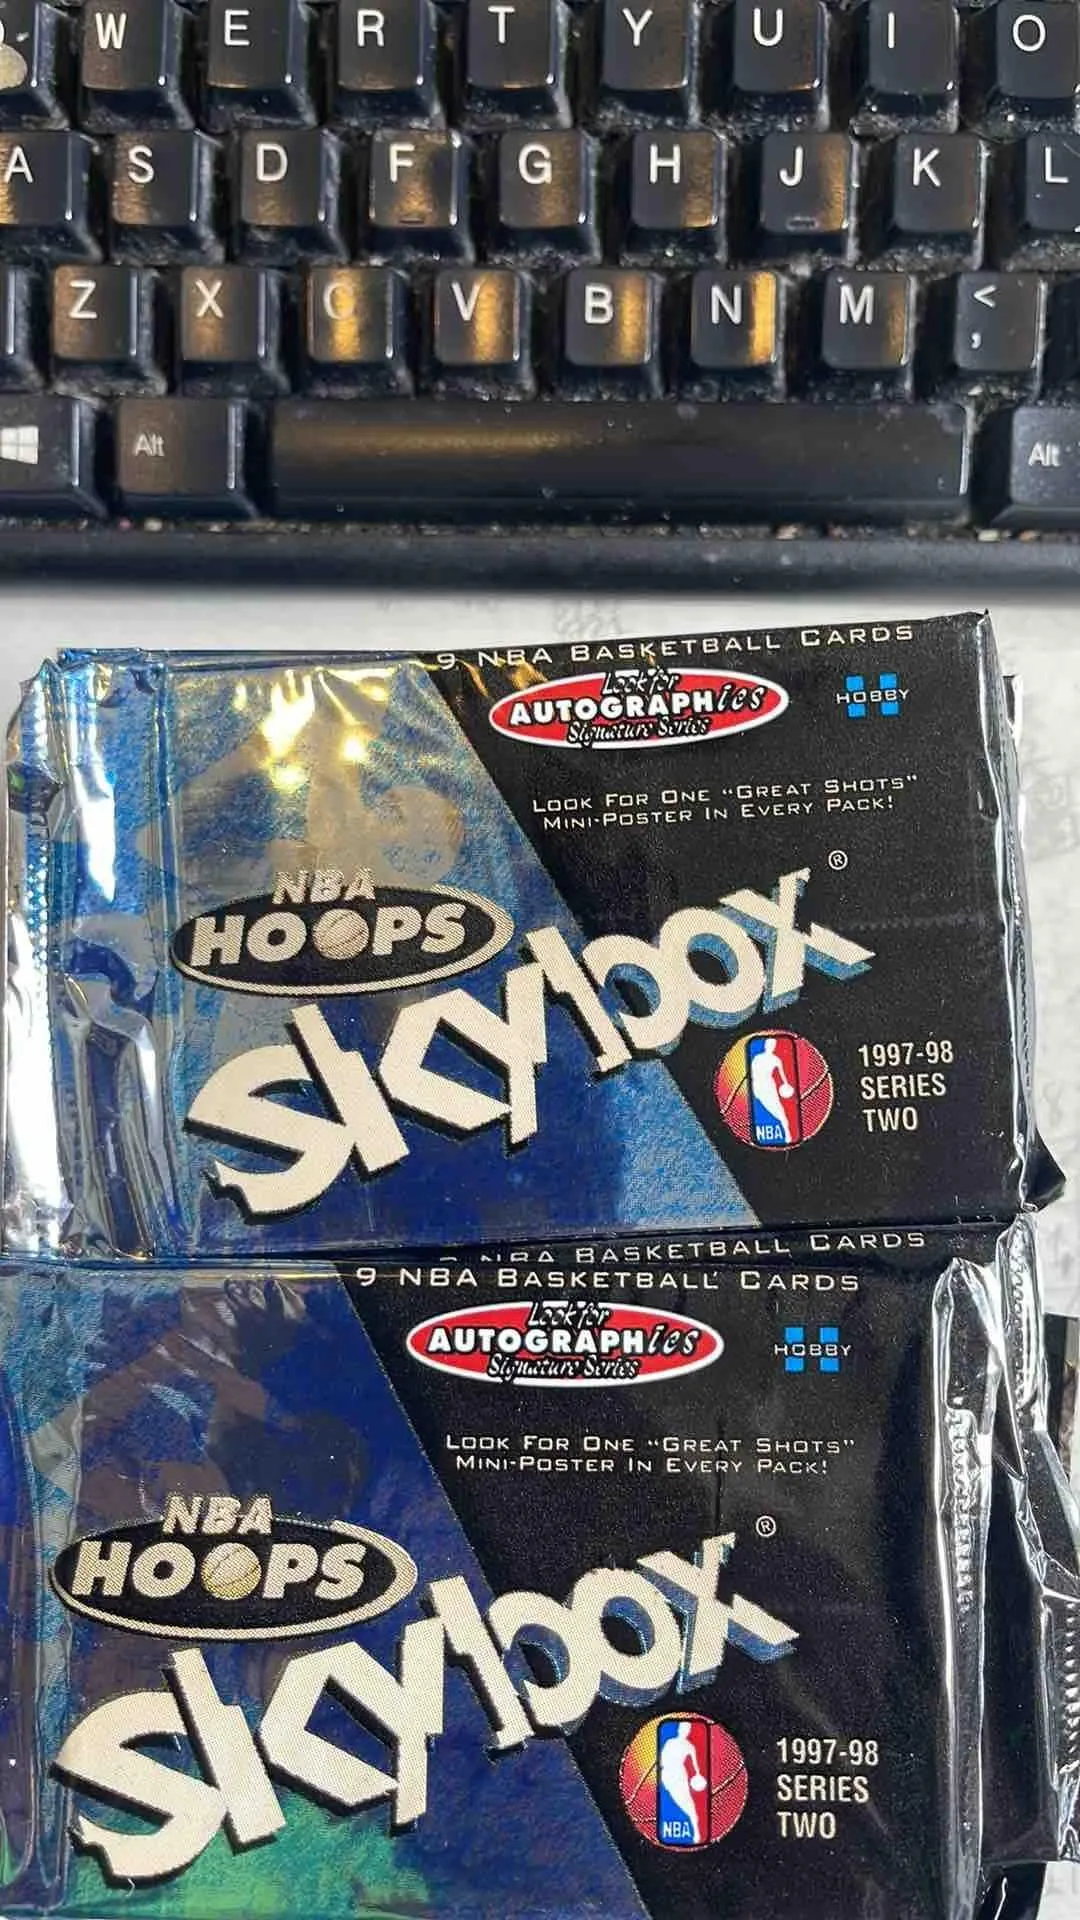 W E R T Y U I O
A S D F G H J K L
Z X C V B N M < ,
Alt Alt
9 NBA BASKETBALL CARDS
Look for
AUTOGRAPHics
Signature Series
HOBBY
LOOK FOR ONE "GREAT SHOTS"
MINI-POSTER IN EVERY PACK!
NBA
HOOPS
skybox ®
NBA
1997-98
SERIES
TWO
NBA BASKETBALL CARDS
9 NBA BASKETBALL CARDS
Look for
AUTOGRAPHics
Signature Series
HOBBY
LOOK FOR ONE "GREAT SHOTS"
MINI-POSTER IN EVERY PACK!
NBA
HOOPS
skybox ®
NBA
1997-98
SERIES
TWO